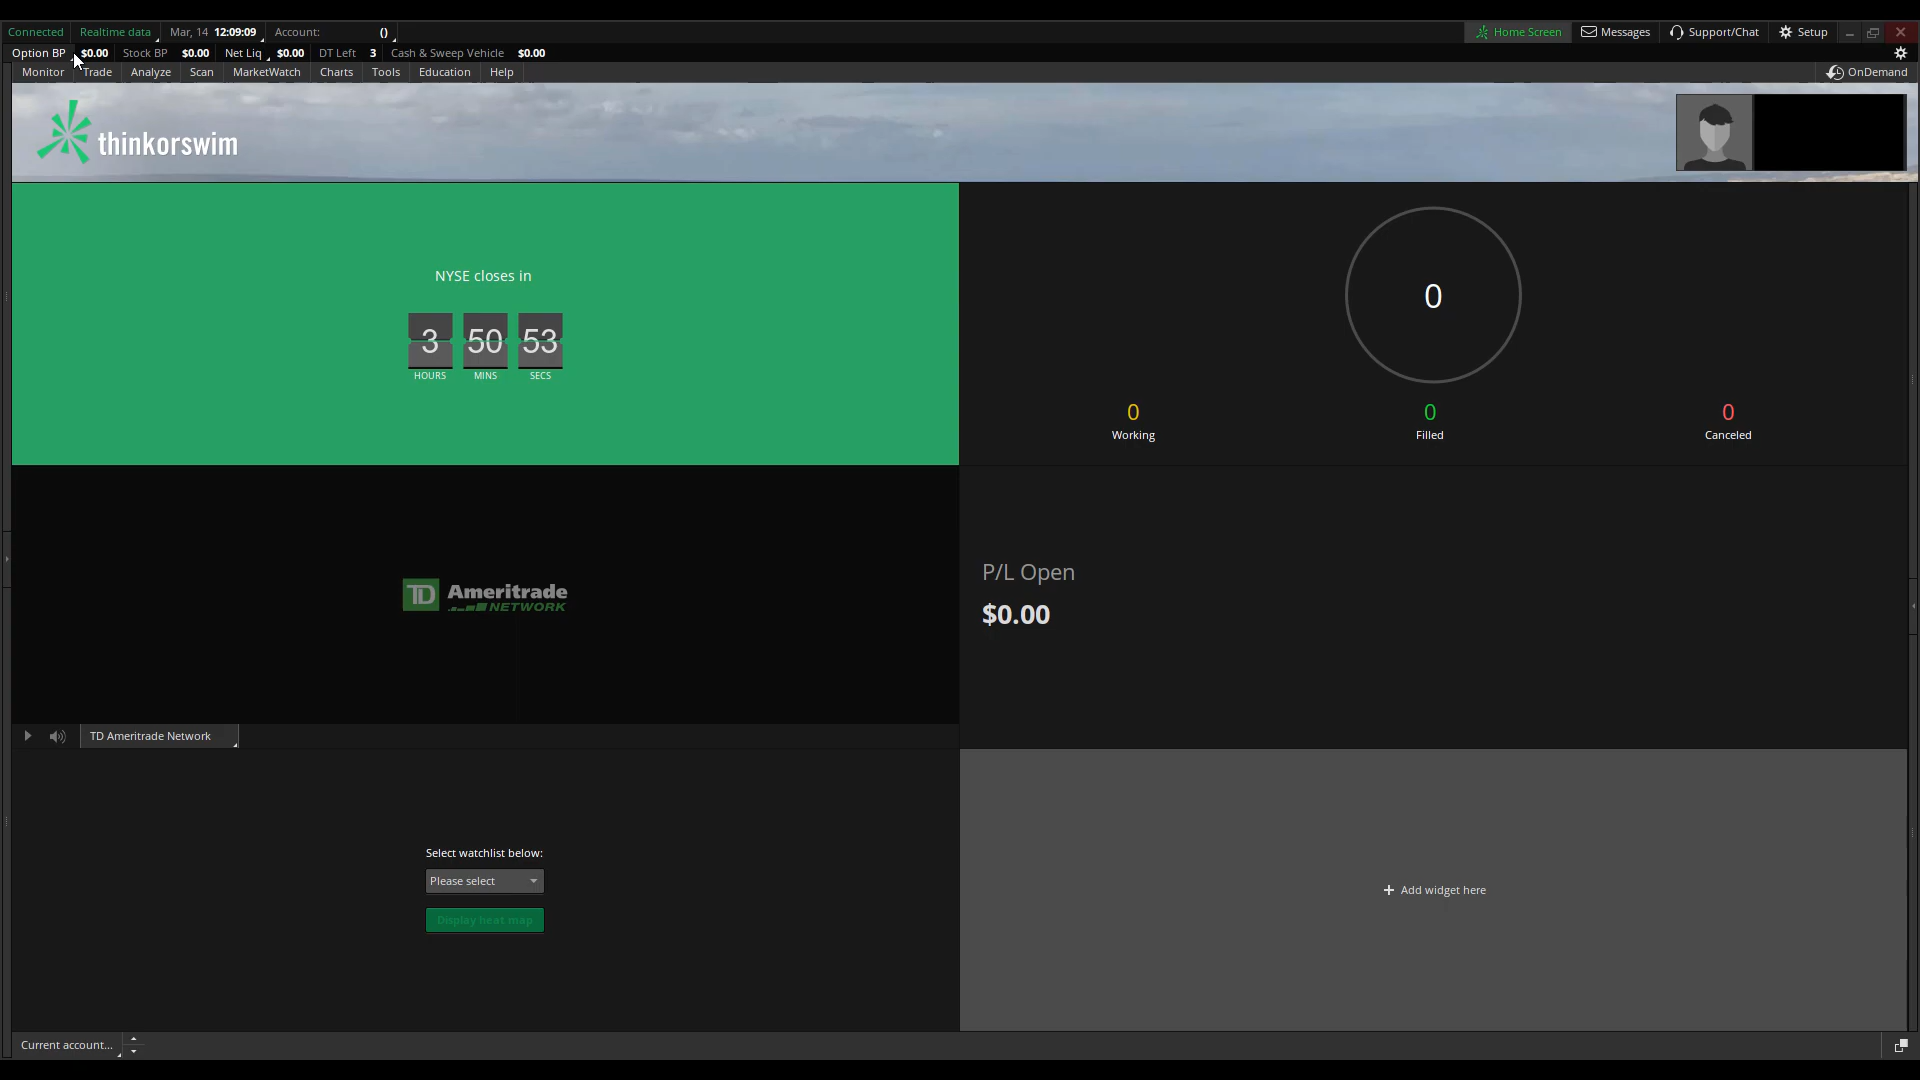 Connected Realtime data Mar, 14 12:09:09 Account: () Home Screen Messages Support/Chat Setup
Option BP $0.00 Stock BP $0.00 Net Liq $0.00 DT Left 3 Cash & Sweep Vehicle $0.00
Monitor Trade Analyze Scan MarketWatch Charts Tools Education Help OnDemand
thinkorswim
NYSE closes in
3 50 53
HOURS MINS SECS
0
0 0 0
Working Filled Canceled
TD Ameritrade
NETWORK
P/L Open
$0.00
TD Ameritrade Network
Select watchlist below:
Please select
Display heat map
+ Add widget here
Current account...